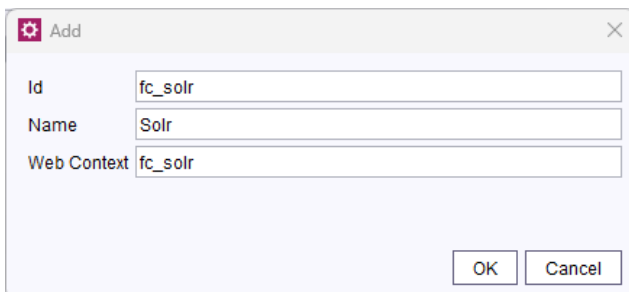 Add
Id fc_solr
Name Solr
Web Context fc_solr
OK Cancel